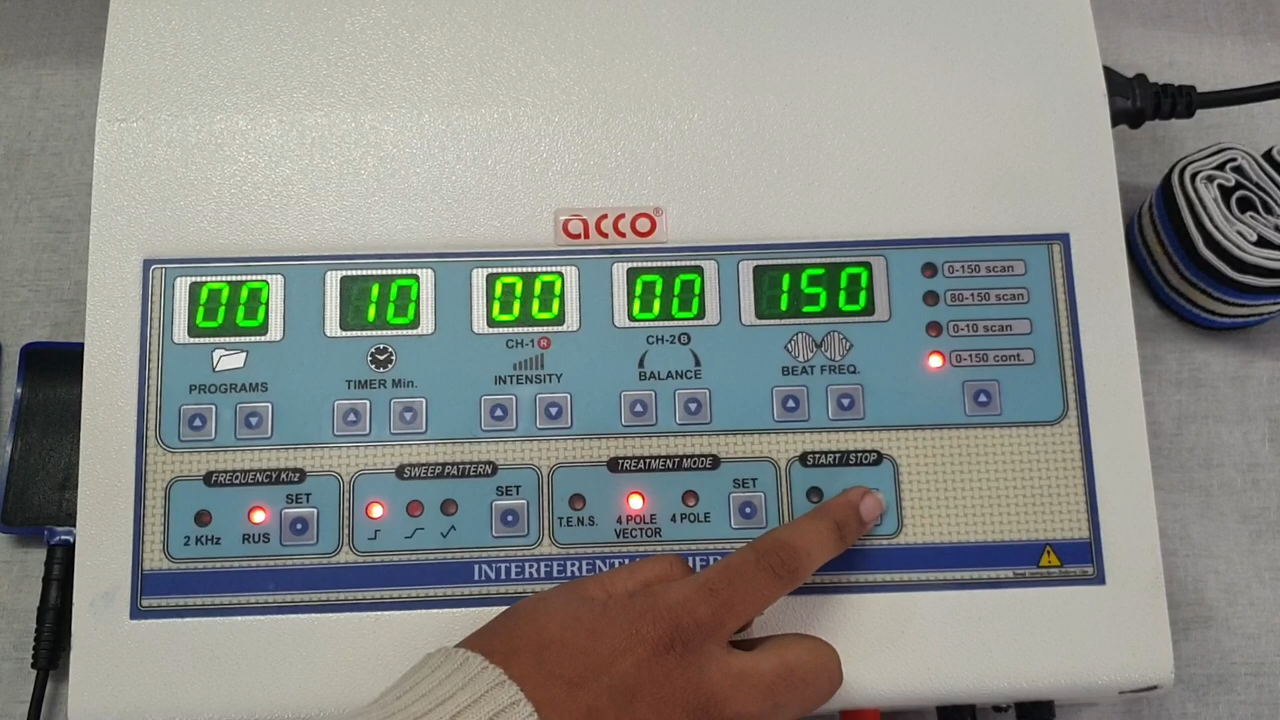 acco®
00
10
00
00
150
0-150 scan
80-150 scan
0-10 scan
0-150 cont.
PROGRAMS
TIMER Min.
CH-1 R
INTENSITY
CH-2 B
BALANCE
BEAT FREQ.
FREQUENCY Khz
SET
2 KHz
RUS
SWEEP PATTERN
SET
TREATMENT MODE
SET
T.E.N.S.
4 POLE
VECTOR
4 POLE
START / STOP